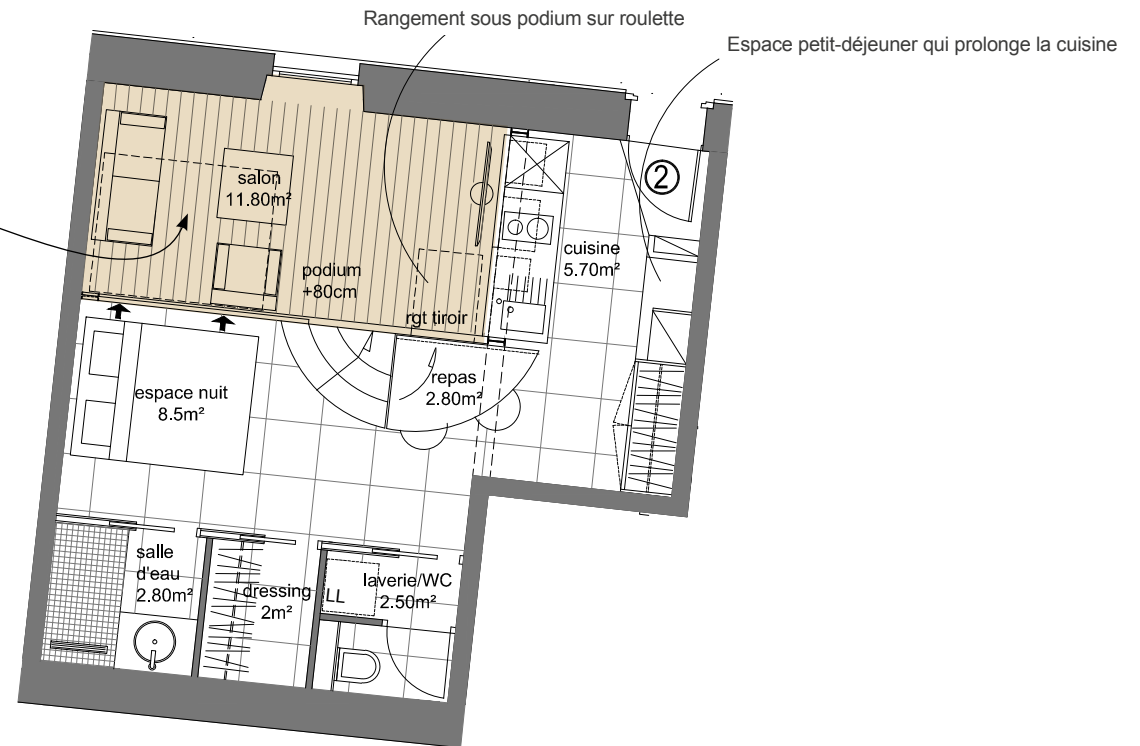 Rangement sous podium sur roulette
Espace petit-déjeuner qui prolonge la cuisine
2
salon
11.80m²
cuisine
5.70m²
podium
+80cm
rgt tiroir
repas
2.80m²
espace nuit
8.5m²
salle
d'eau
2.80m²
dressing
2m²
LL
laverie/WC
2.50m²